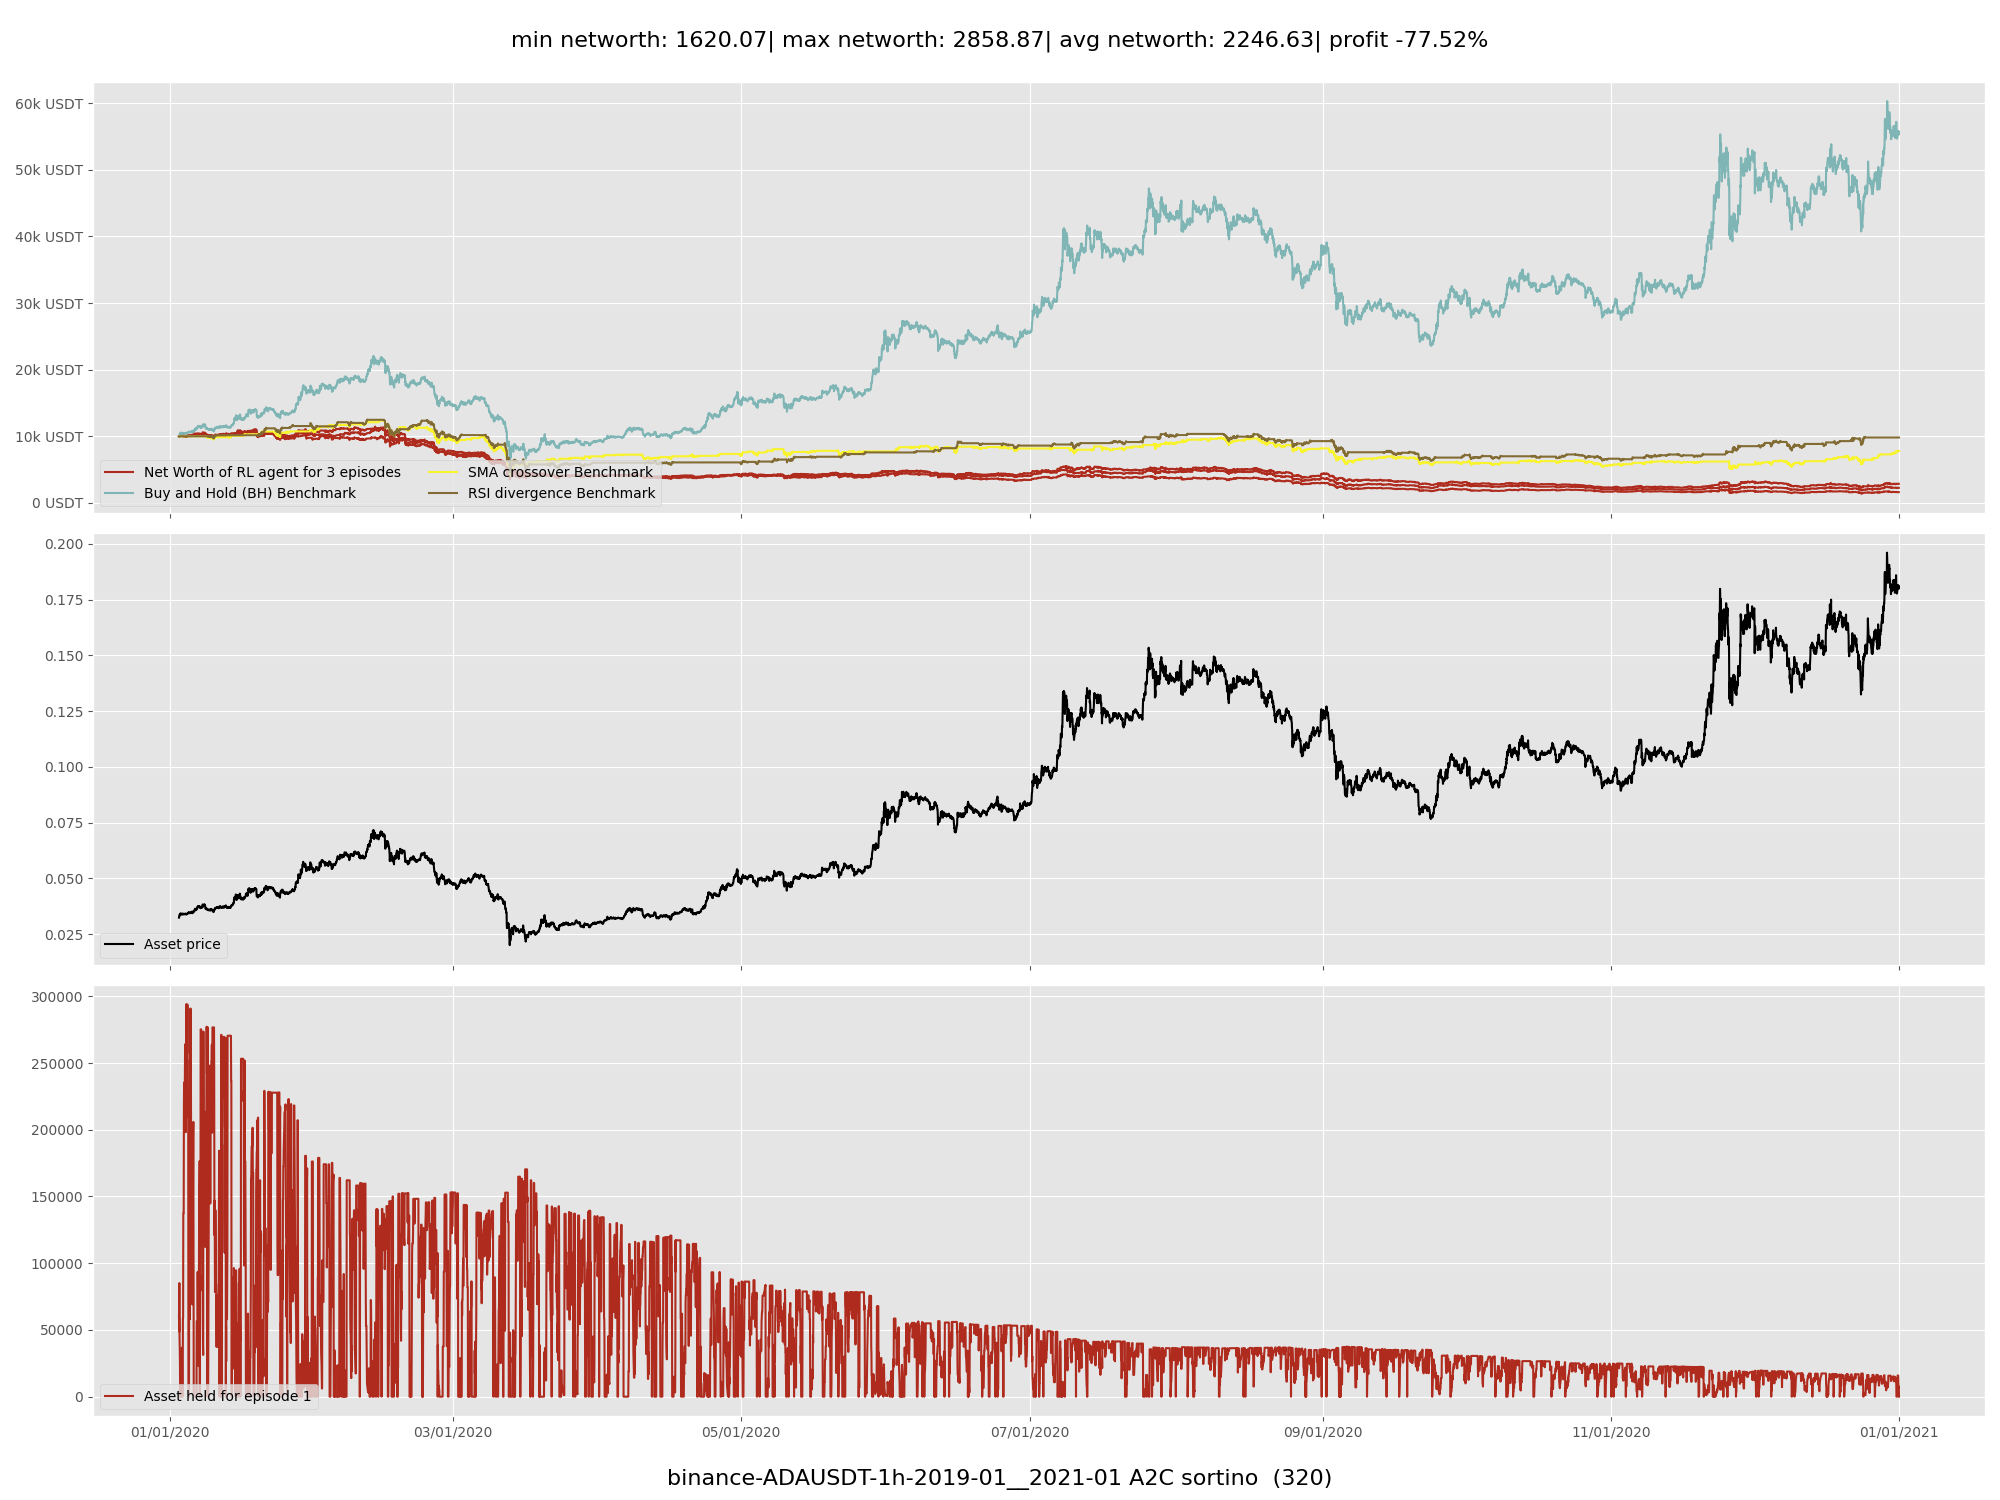 min networth: 1620.07| max networth: 2858.87| avg networth: 2246.63| profit -77.52%
60k USDT
50k USDT
40k USDT
30k USDT
20k USDT
10k USDT
0 USDT
Net Worth of RL agent for 3 episodes
Buy and Hold (BH) Benchmark
SMA crossover Benchmark
RSI divergence Benchmark
0.200
0.175
0.150
0.125
0.100
0.075
0.050
0.025
Asset price
300000
250000
200000
150000
100000
50000
0
Asset held for episode 1
01/01/2020
03/01/2020
05/01/2020
07/01/2020
09/01/2020
11/01/2020
01/01/2021
binance-ADAUSDT-1h-2019-01__2021-01 A2C sortino  (320)